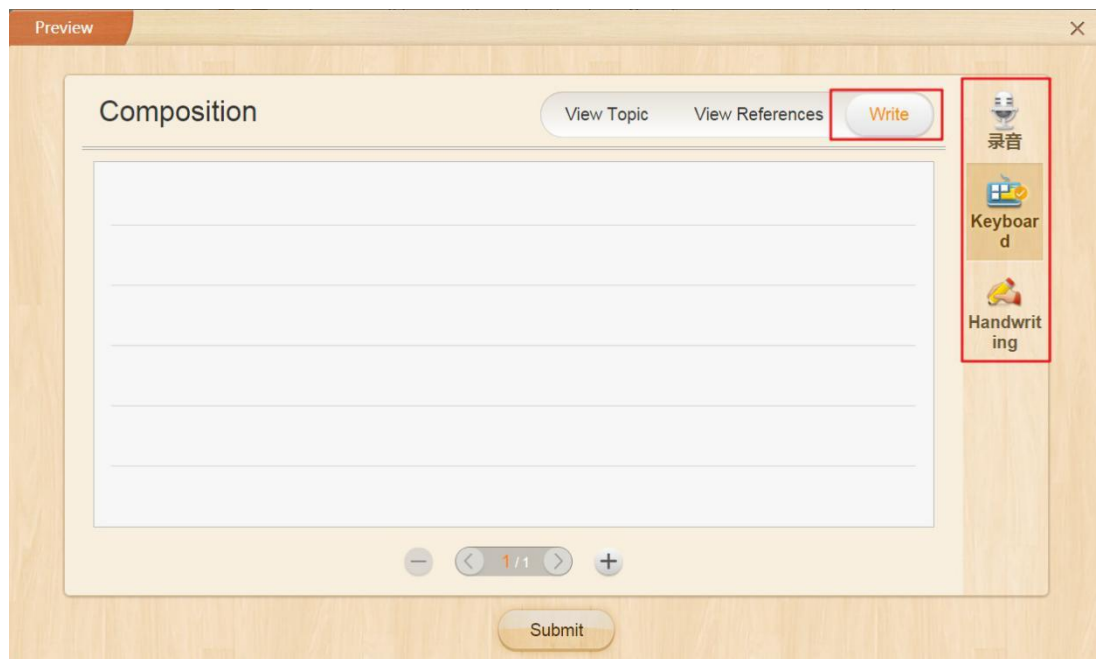 Preview
Composition
View Topic
View References
Write
录音
Keyboar
d
Handwrit
ing
1/1
Submit